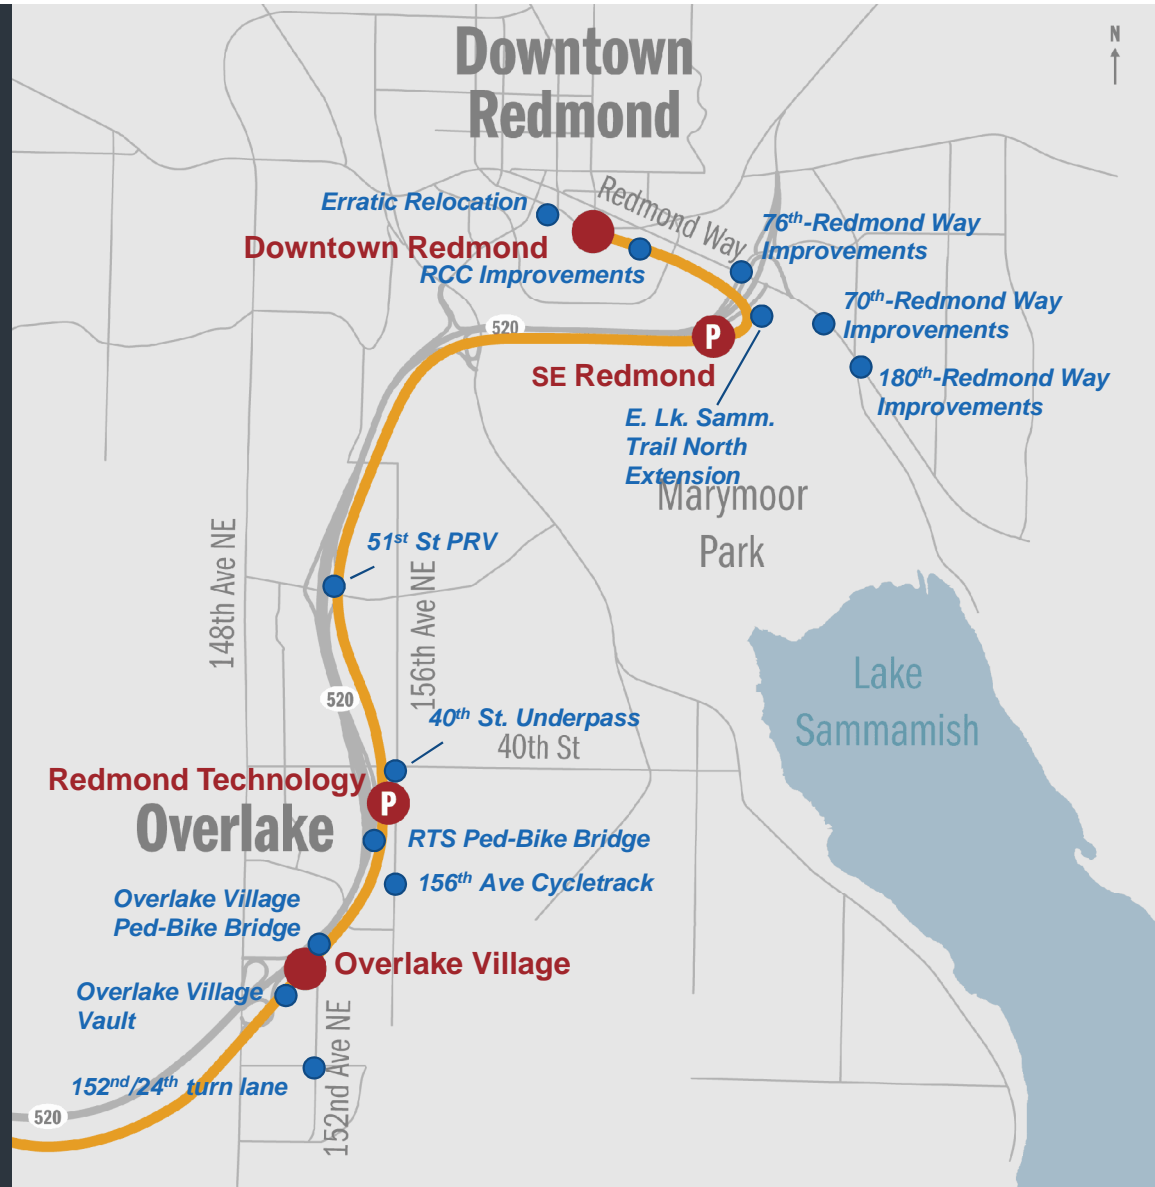 Downtown
Redmond
N
Erratic Relocation
Redmond Way
Downtown Redmond
RCC Improvements
76th-Redmond Way
Improvements
70th-Redmond Way
Improvements
520
P
SE Redmond
180th-Redmond Way
Improvements
E. Lk. Samm.
Trail North
Extension
Marymoor
Park
51st St PRV
148th Ave NE
156th Ave NE
Lake
Sammamish
520
40th St. Underpass
40th St
Redmond Technology
P
Overlake
RTS Ped-Bike Bridge
156th Ave Cycletrack
Overlake Village
Ped-Bike Bridge
Overlake Village
Overlake Village
Vault
152nd Ave NE
152nd/24th turn lane
520